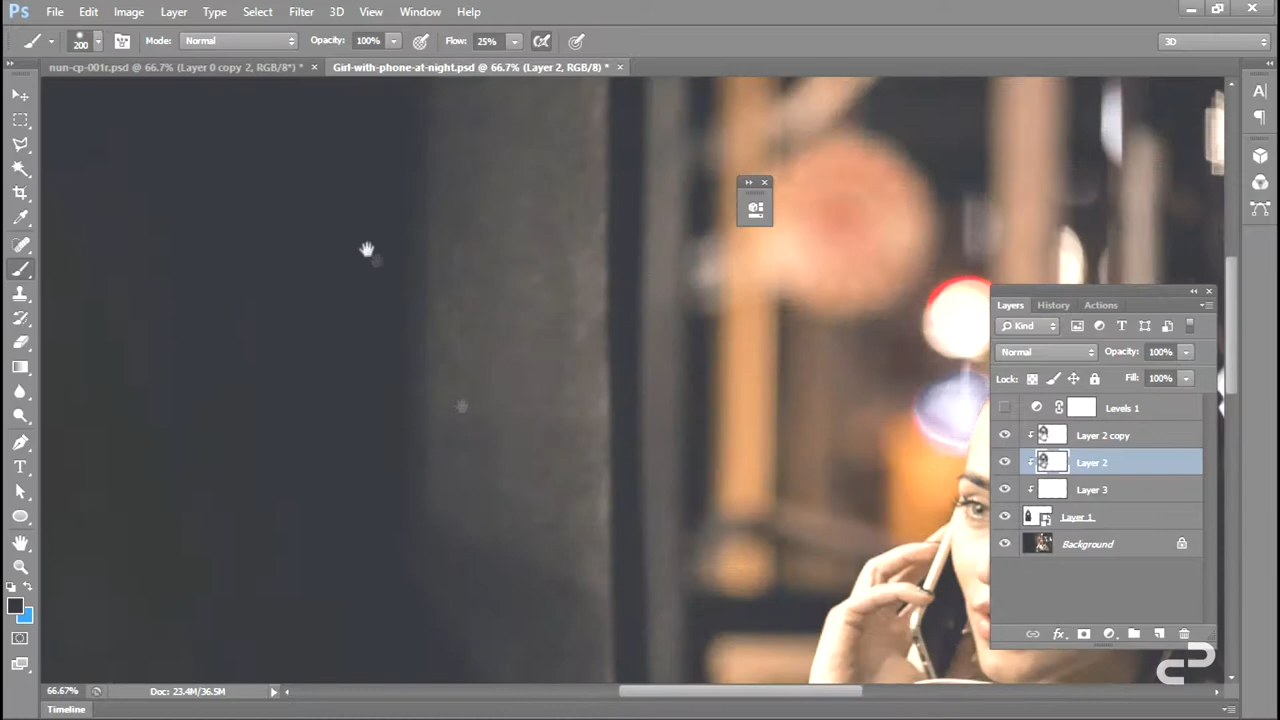 Ps File Edit Image Layer Type Select Filter 3D View Window Help
200 Mode: Normal Opacity: 100% Flow: 25% 3D
nun-cp-001r.psd @ 66.7% (Layer 0 copy 2, RGB/8*) * × Girl-with-phone-at-night.psd @ 66.7% (Layer 2, RGB/8) * ×
Layers History Actions
Kind
Normal Opacity: 100%
Lock: Fill: 100%
Levels 1
Layer 2 copy
Layer 2
Layer 3
Layer 1
Background
fx
66.67% Doc: 23.4M/36.5M
Timeline